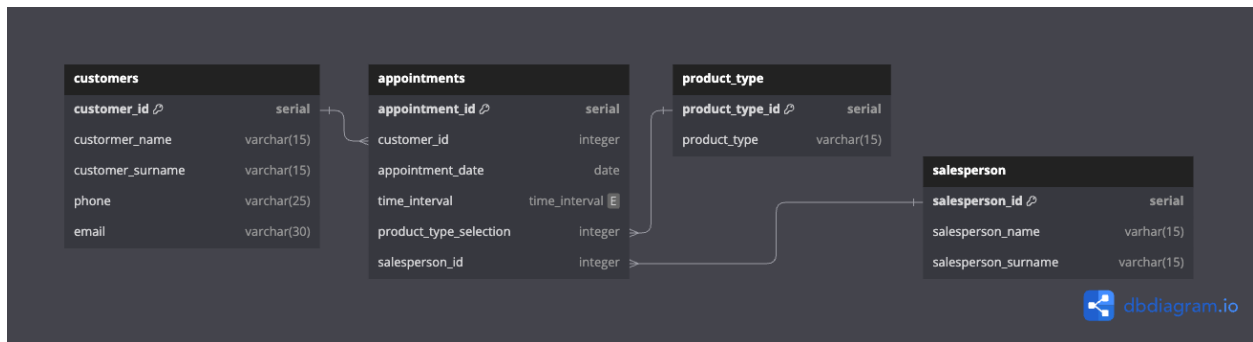 customers
customer_id serial
custormer_name varchar(15)
customer_surname varchar(15)
phone varchar(25)
email varchar(30)
appointments
appointment_id serial
customer_id integer
appointment_date date
time_interval time_interval E
product_type_selection integer
salesperson_id integer
product_type
product_type_id serial
product_type varchar(15)
salesperson
salesperson_id serial
salesperson_name varhar(15)
salesperson_surname varchar(15)
dbdiagram.io